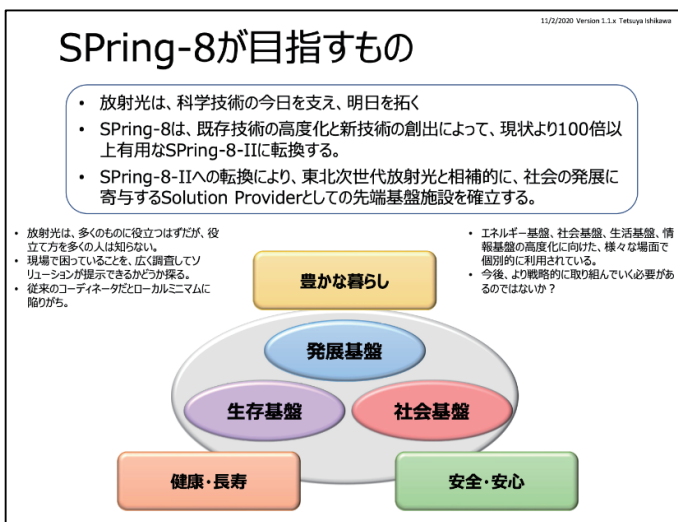 11/2/2020 Version 1.1.x Tetsuya Ishikawa
SPring-8が目指すもの
• 放射光は、科学技術の今日を支え、明日を拓く
• SPring-8は、既存技術の高度化と新技術の創出によって、現状より100倍以
上有用なSPring-8-IIに転換する。
• SPring-8-IIへの転換により、東北次世代放射光と相補的に、社会の発展に
寄与するSolution Providerとしての先端基盤施設を確立する。
• 放射光は、多くのものに役立つはずだが、役
立て方を多くの人は知らない。
• 現場で困っていることを、広く調査してソ
リューションが提示できるかどうか探る。
• 従来のコーディネータだとローカルミニマムに
陥りがち。
• エネルギー基盤、社会基盤、生活基盤、情
報基盤の高度化に向けた、様々な場面で
個別的に利用されている。
• 今後、より戦略的に取り組んでいく必要があ
るのではないか？
豊かな暮らし
発展基盤
生存基盤
社会基盤
健康・長寿
安全・安心